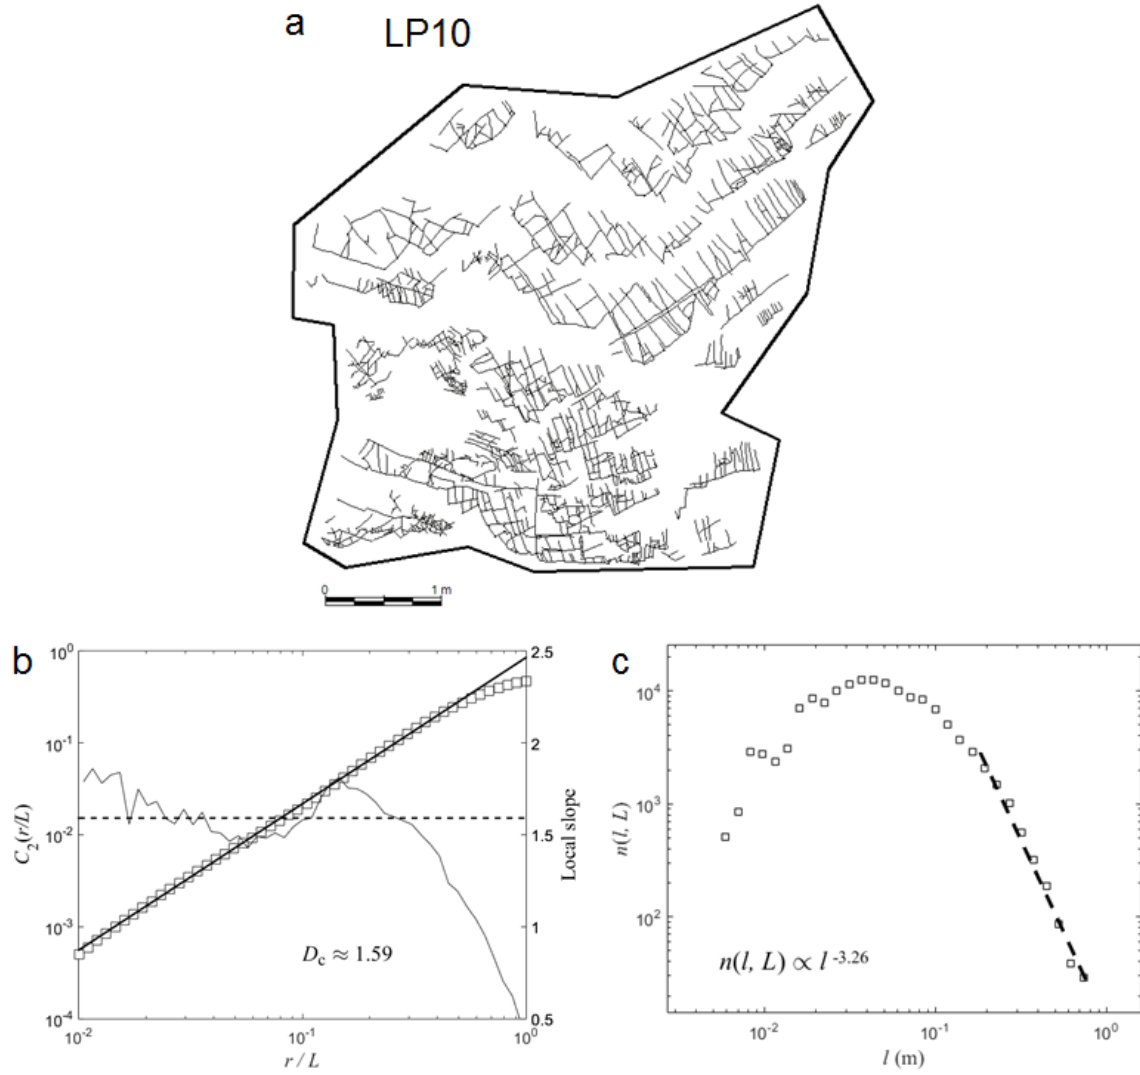 a LP10
0 1 m
b
10^0
10^-1
10^-2
10^-3
10^-4
C_2(r/L)
2.5
2
1.5
1
0.5
Local slope
D_c ≈ 1.59
10^-2 10^-1 10^0
r / L
c
10^4
10^3
10^2
n(l, L)
n(l, L) ∝ l^-3.26
10^-2 10^-1 10^0
l (m)